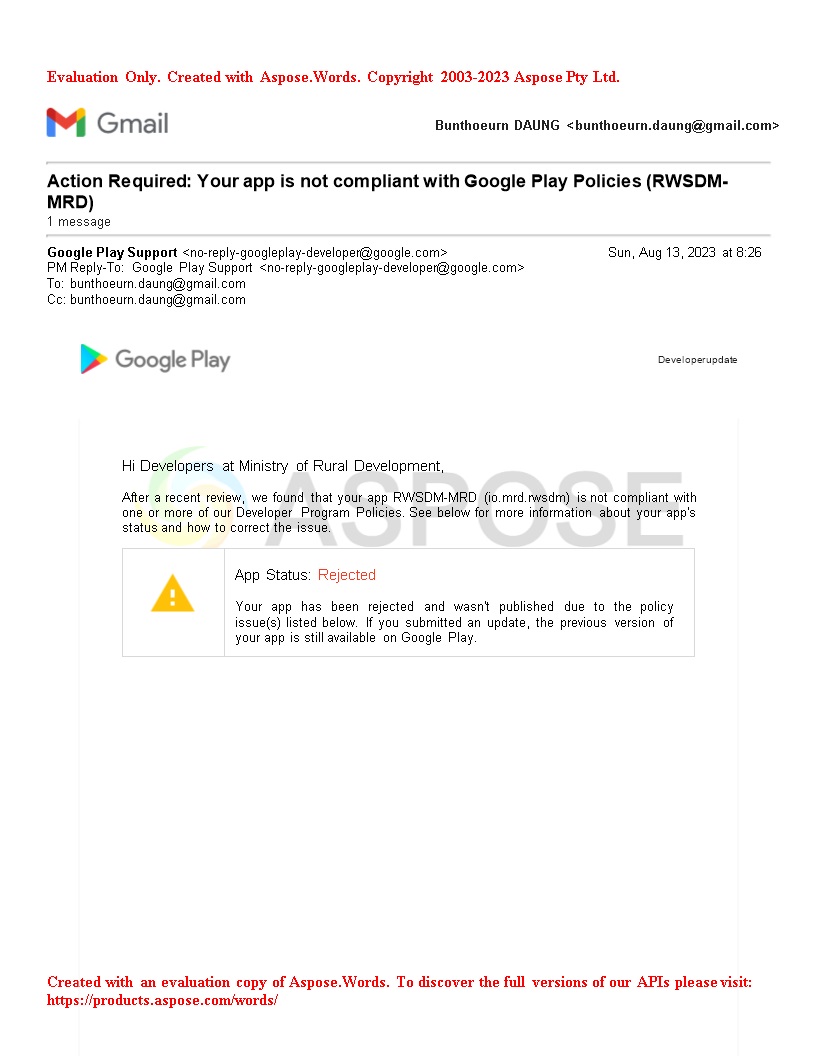 Evaluation Only. Created with Aspose.Words. Copyright 2003-2023 Aspose Pty Ltd.
Gmail
Bunthoeurn DAUNG <bunthoeurn.daung@gmail.com>
Action Required: Your app is not compliant with Google Play Policies (RWSDM-
MRD)
1 message
Google Play Support <no-reply-googleplay-developer@google.com> Sun, Aug 13, 2023 at 8:26
PM Reply-To: Google Play Support <no-reply-googleplay-developer@google.com>
To: bunthoeurn.daung@gmail.com
Cc: bunthoeurn.daung@gmail.com
Google Play
Developerupdate
Hi Developers at Ministry of Rural Development,
ASPOSE
After a recent review, we found that your app RWSDM-MRD (io.mrd.rwsdm) is not compliant with
one or more of our Developer Program Policies. See below for more information about your app's
status and how to correct the issue.
App Status: Rejected
Your app has been rejected and wasn't published due to the policy
issue(s) listed below. If you submitted an update, the previous version of
your app is still available on Google Play.
Created with an evaluation copy of Aspose.Words. To discover the full versions of our APIs please visit:
https://products.aspose.com/words/